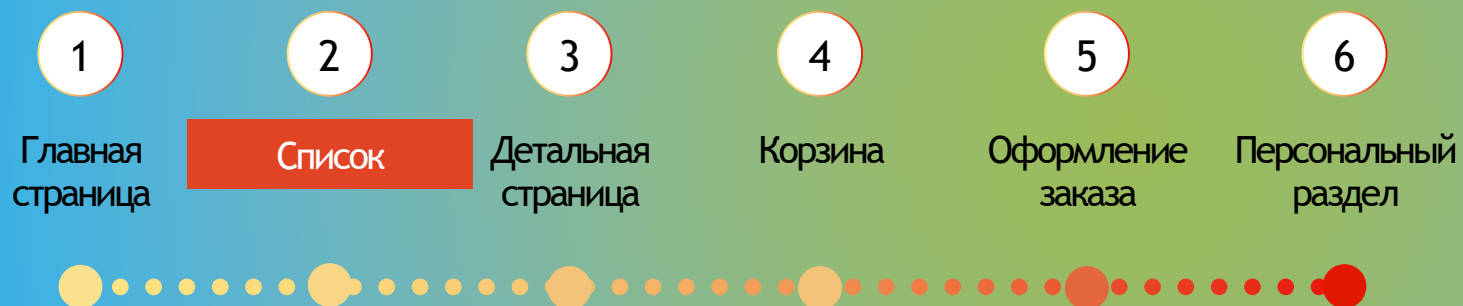 1
2
3
4
5
6
Главная
страница
Список
Детальная
страница
Корзина
Оформление
заказа
Персональный
раздел